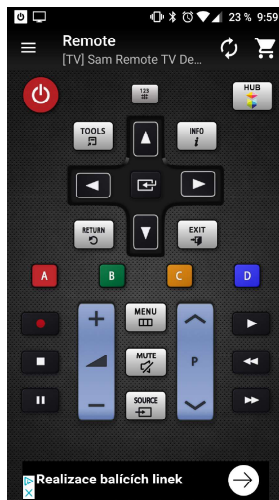 23 % 9:59
Remote
[TV] Sam Remote TV De...
123
HUB
TOOLS
INFO
i
RETURN
EXIT
A B C D
+
MENU
MUTE
P
SOURCE
–
Realizace balících linek